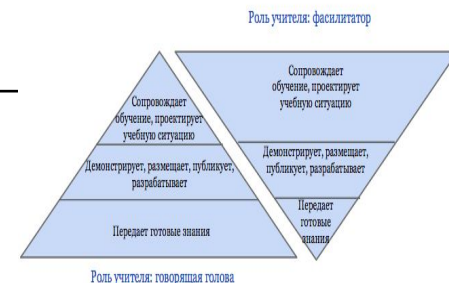 Роль учителя: фасилитатор
Сопровождает
обучение, проектирует
учебную ситуацию
Демонстрирует, размещает, публикует,
разрабатывает
Передает готовые знания
Роль учителя: говорящая голова
Сопровождает
обучение, проектирует
учебную ситуацию
Демонстрирует, размещает,
публикует, разрабатывает
Передает
готовые
знания